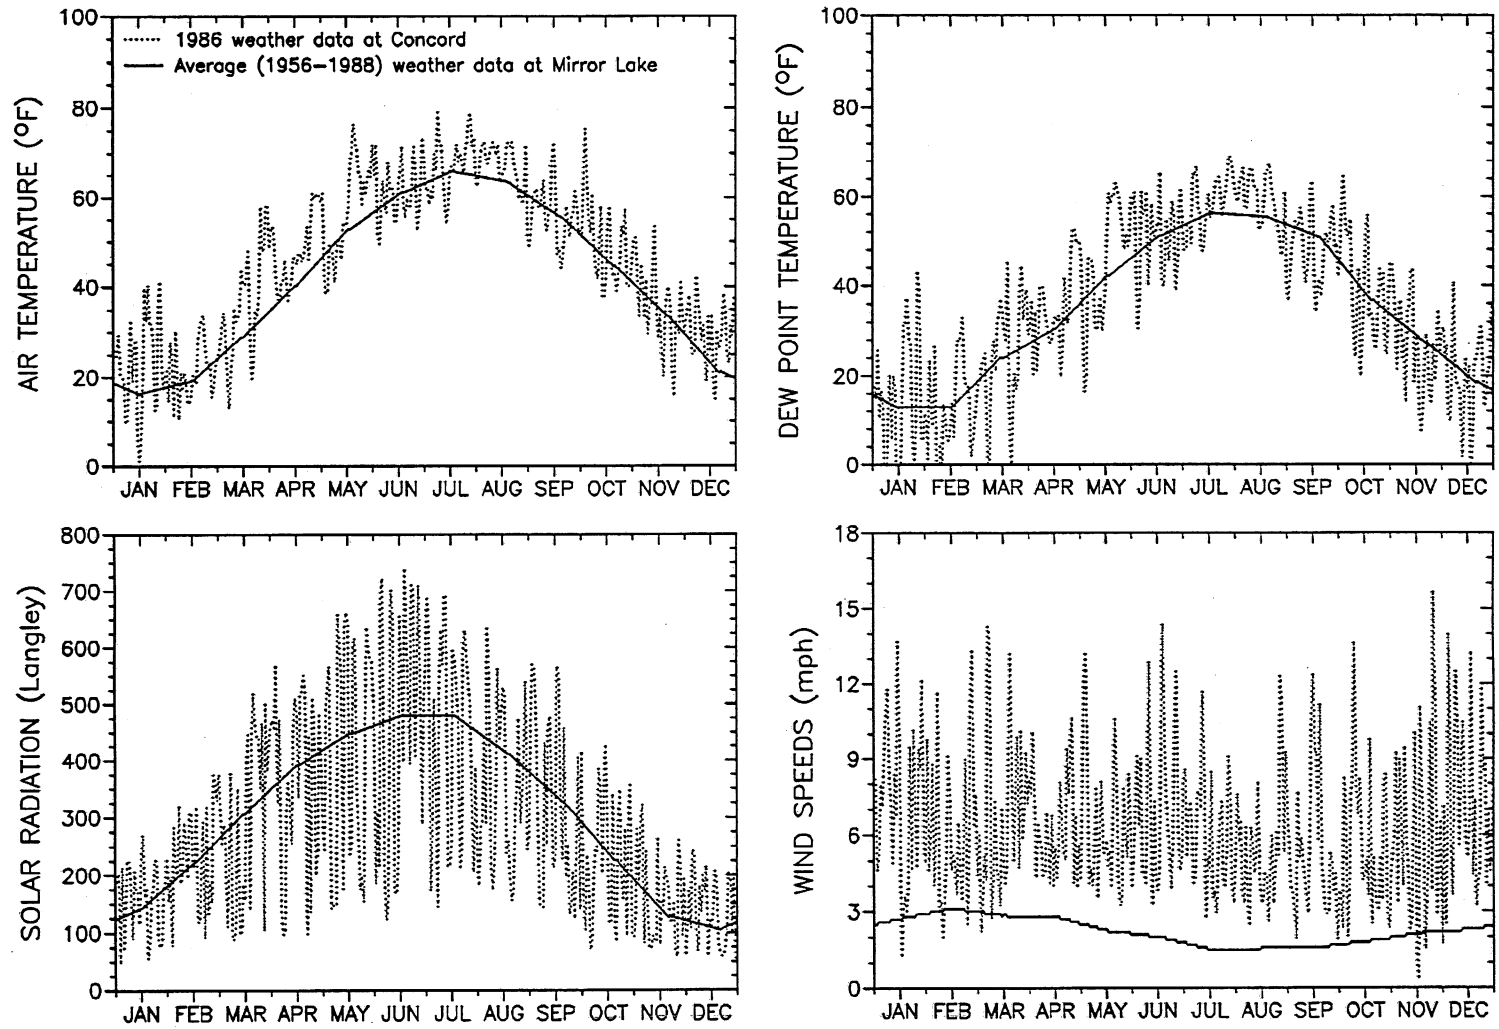 100
80
60
40
20
0
AIR TEMPERATURE (°F)
1986 weather data at Concord
Average (1956–1988) weather data at Mirror Lake
JAN FEB MAR APR MAY JUN JUL AUG SEP OCT NOV DEC
100
80
60
40
20
0
DEW POINT TEMPERATURE (°F)
JAN FEB MAR APR MAY JUN JUL AUG SEP OCT NOV DEC
800
700
600
500
400
300
200
100
0
SOLAR RADIATION (Langley)
JAN FEB MAR APR MAY JUN JUL AUG SEP OCT NOV DEC
18
15
12
9
6
3
0
WIND SPEEDS (mph)
JAN FEB MAR APR MAY JUN JUL AUG SEP OCT NOV DEC